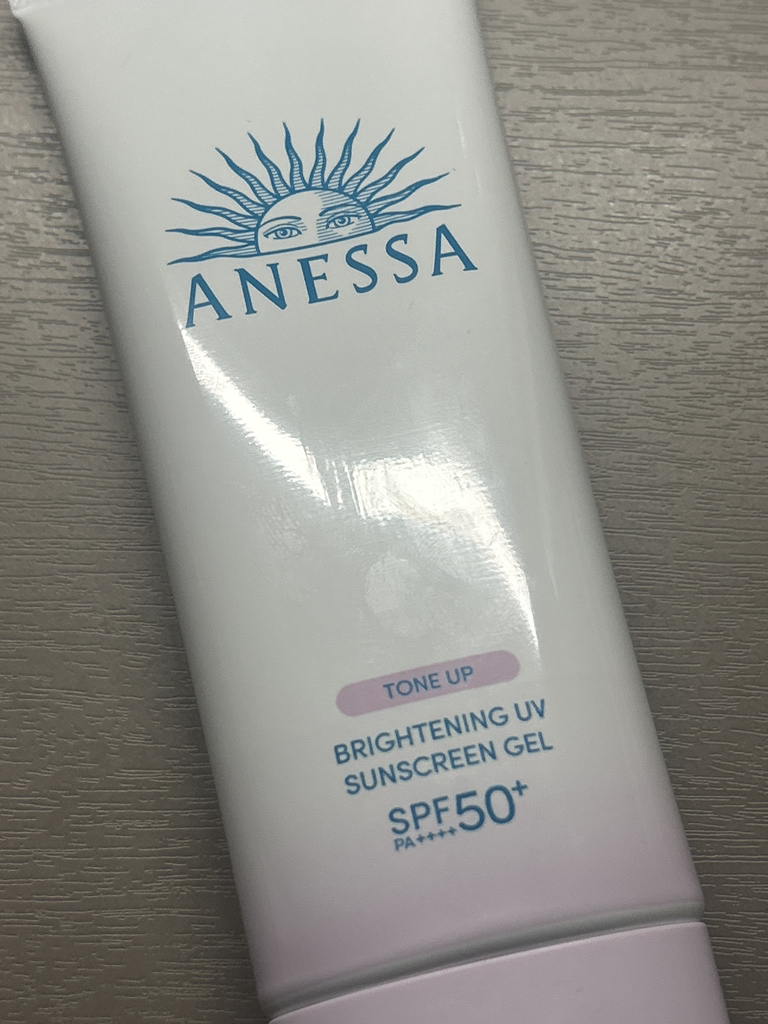 ANESSA
TONE UP
BRIGHTENING UV
SUNSCREEN GEL
SPF50+
PA++++